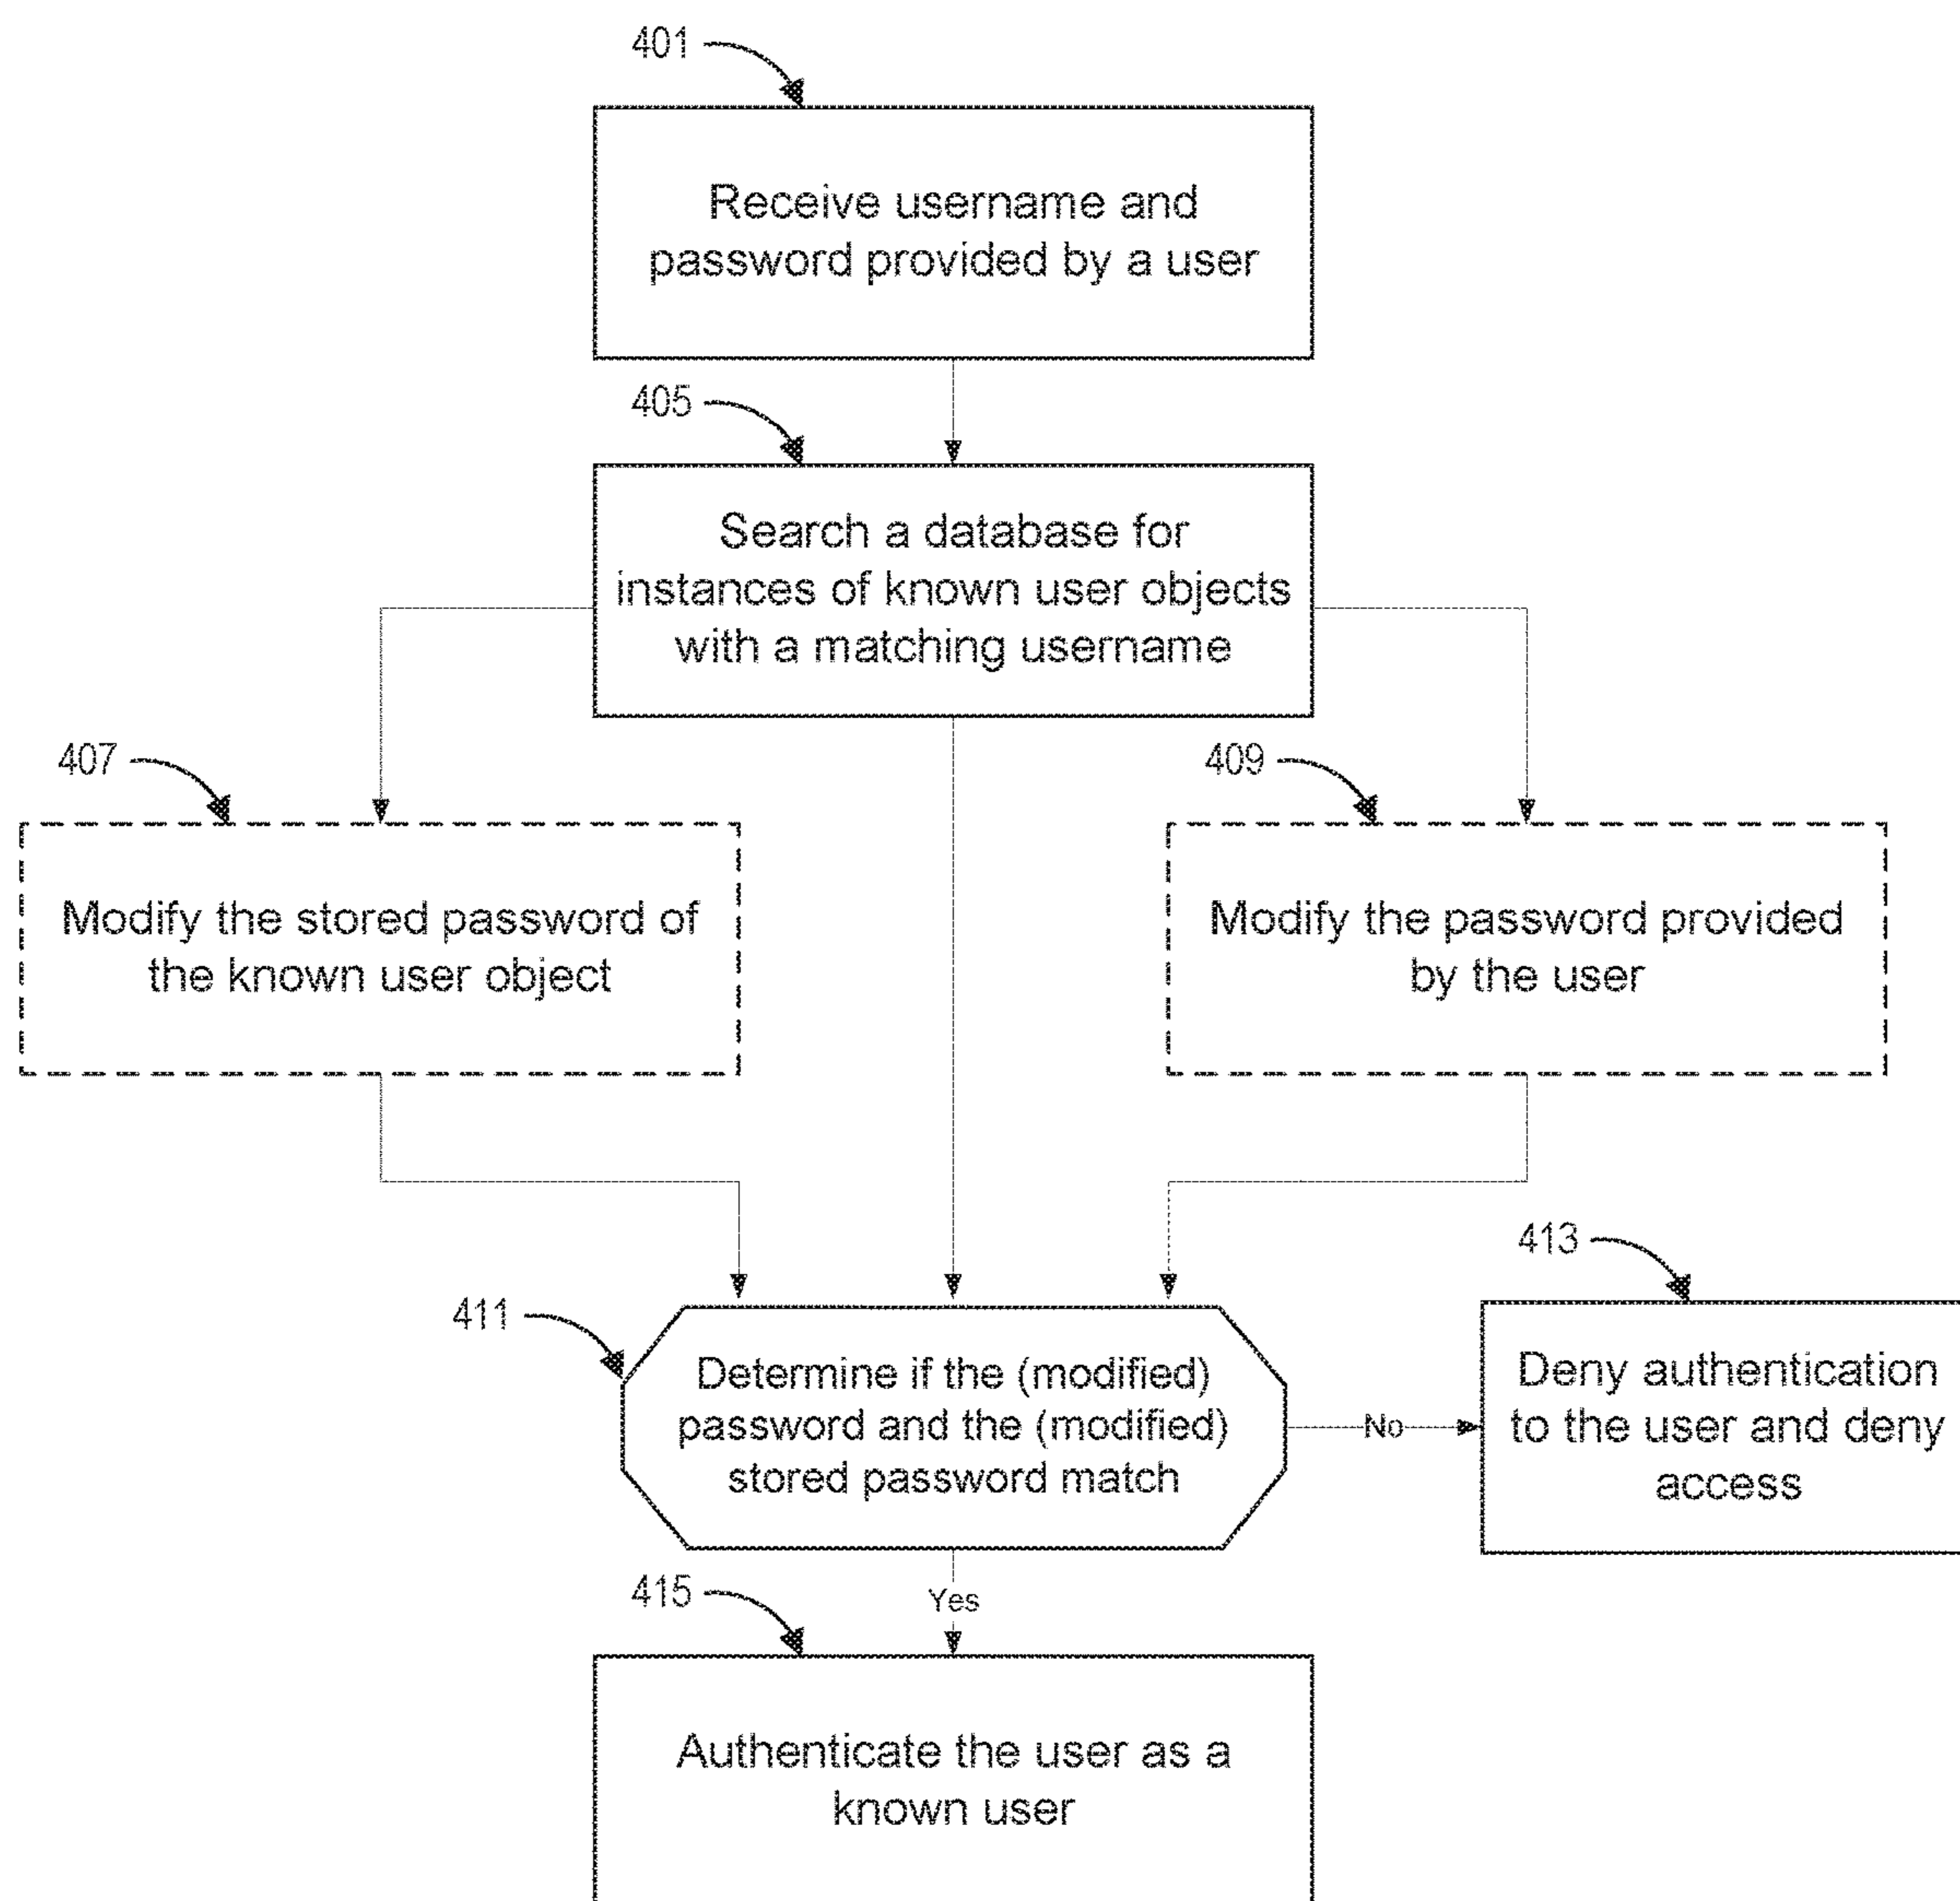 401
Receive username and
password provided by a user
405
Search a database for
instances of known user objects
with a matching username
407
Modify the stored password of
the known user object
409
Modify the password provided
by the user
411
Determine if the (modified)
password and the (modified)
stored password match
No
413
Deny authentication
to the user and deny
access
Yes
415
Authenticate the user as a
known user